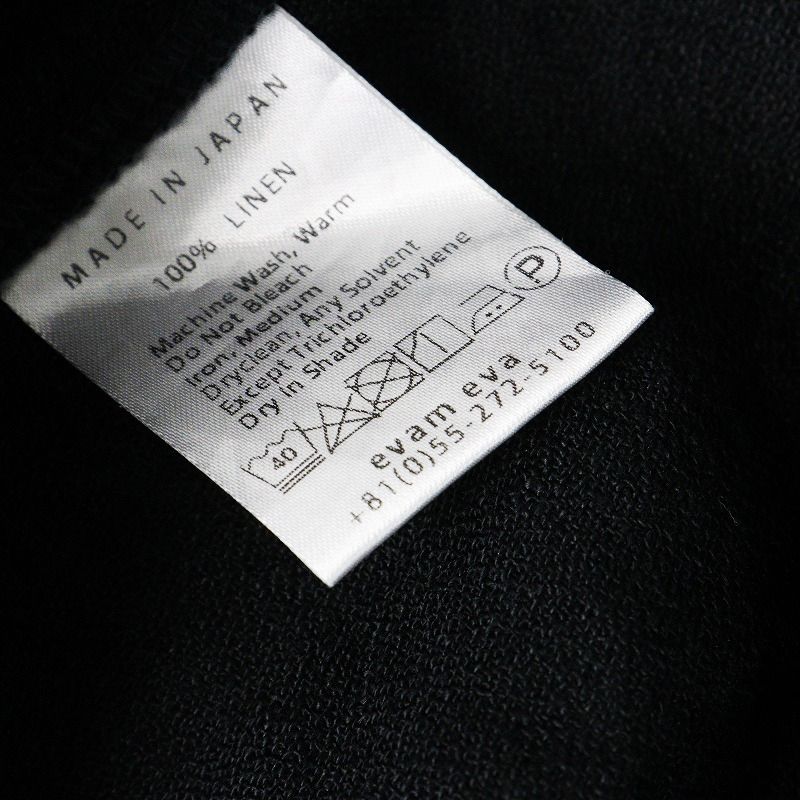 MADE IN JAPAN
100% LINEN
Machine Wash, Warm
Do Not Bleach
Iron, Medium
Dryclean, Any Solvent
Except Trichloroethylene
Dry in Shade
40 P
evam eva
+81(0)55-272-5100